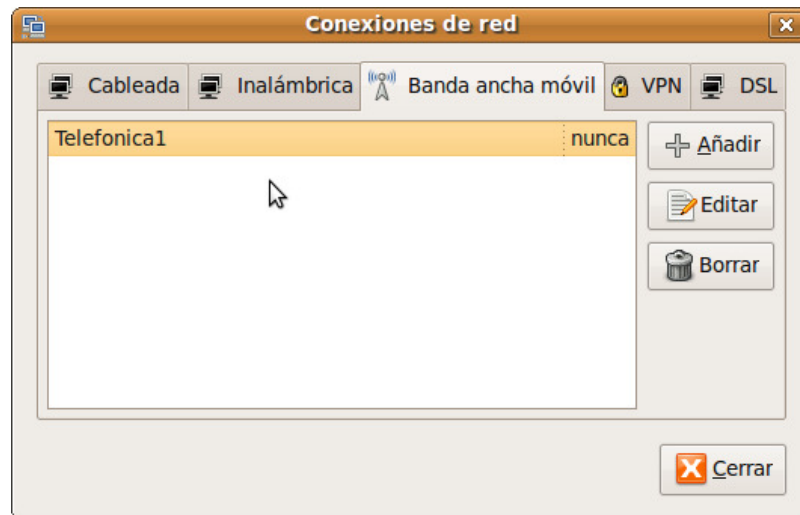 Conexiones de red
Cableada Inalámbrica Banda ancha móvil VPN DSL
Telefonica1 nunca
Añadir
Editar
Borrar
Cerrar